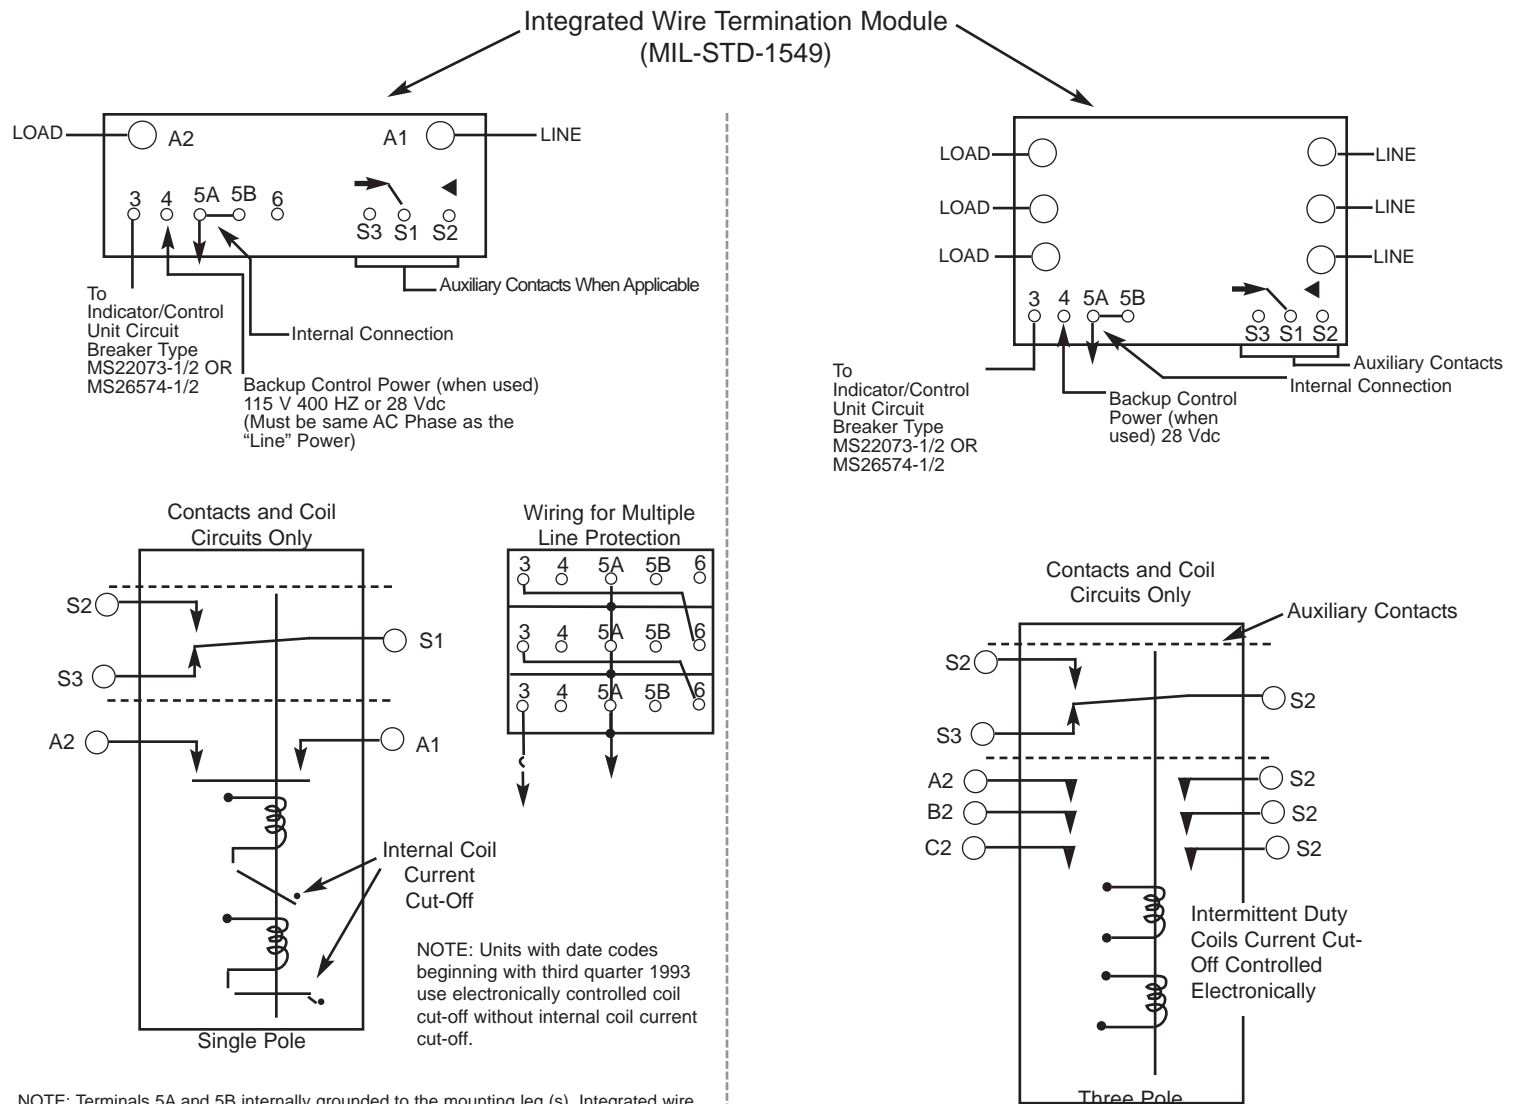 Integrated Wire Termination Module
(MIL-STD-1549)
LOAD
A2
A1
LINE
3
4
5A
5B
6
S3
S1
S2
Auxiliary Contacts When Applicable
To
Indicator/Control
Unit Circuit
Breaker Type
MS22073-1/2 OR
MS26574-1/2
Internal Connection
Backup Control Power (when used)
115 V 400 HZ or 28 Vdc
(Must be same AC Phase as the
“Line” Power)
LOAD
LINE
LOAD
LINE
LOAD
LINE
3
4
5A
5B
S3
S1
S2
Auxiliary Contacts
Internal Connection
To
Indicator/Control
Unit Circuit
Breaker Type
MS22073-1/2 OR
MS26574-1/2
Backup Control
Power (when
used) 28 Vdc
Contacts and Coil
Circuits Only
S2
S1
S3
A2
A1
Internal Coil
Current
Cut-Off
Single Pole
Wiring for Multiple
Line Protection
3
4
5A
5B
6
3
4
5A
5B
6
3
4
5A
5B
6
NOTE: Units with date codes
beginning with third quarter 1993
use electronically controlled coil
cut-off without internal coil current
cut-off.
Contacts and Coil
Circuits Only
Auxiliary Contacts
S2
S2
S3
A2
S2
B2
S2
C2
S2
Intermittent Duty
Coils Current Cut-
Off Controlled
Electronically
Three Pole
NOTE: Terminals 5A and 5B internally grounded to the mounting leg (s). Integrated wire